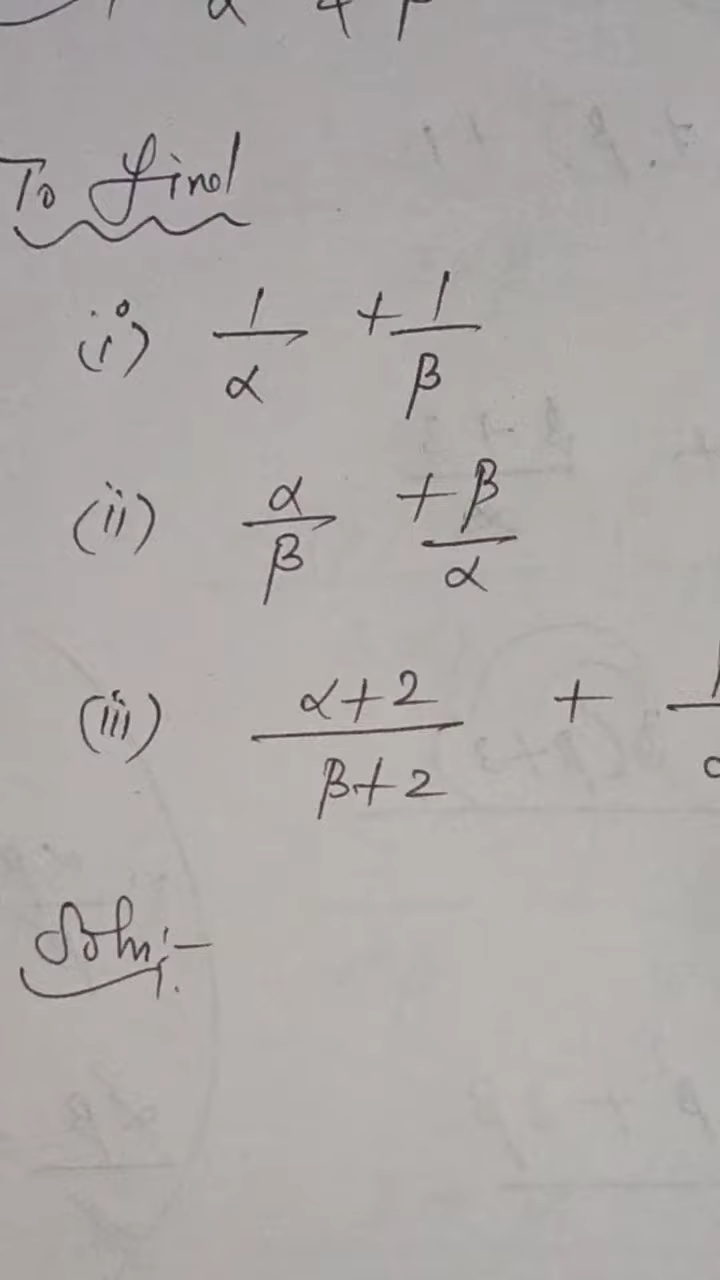 To find
(i) 1/α + 1/β
(ii) α/β + β/α
(iii) α+2/β+2 +
Soln:-